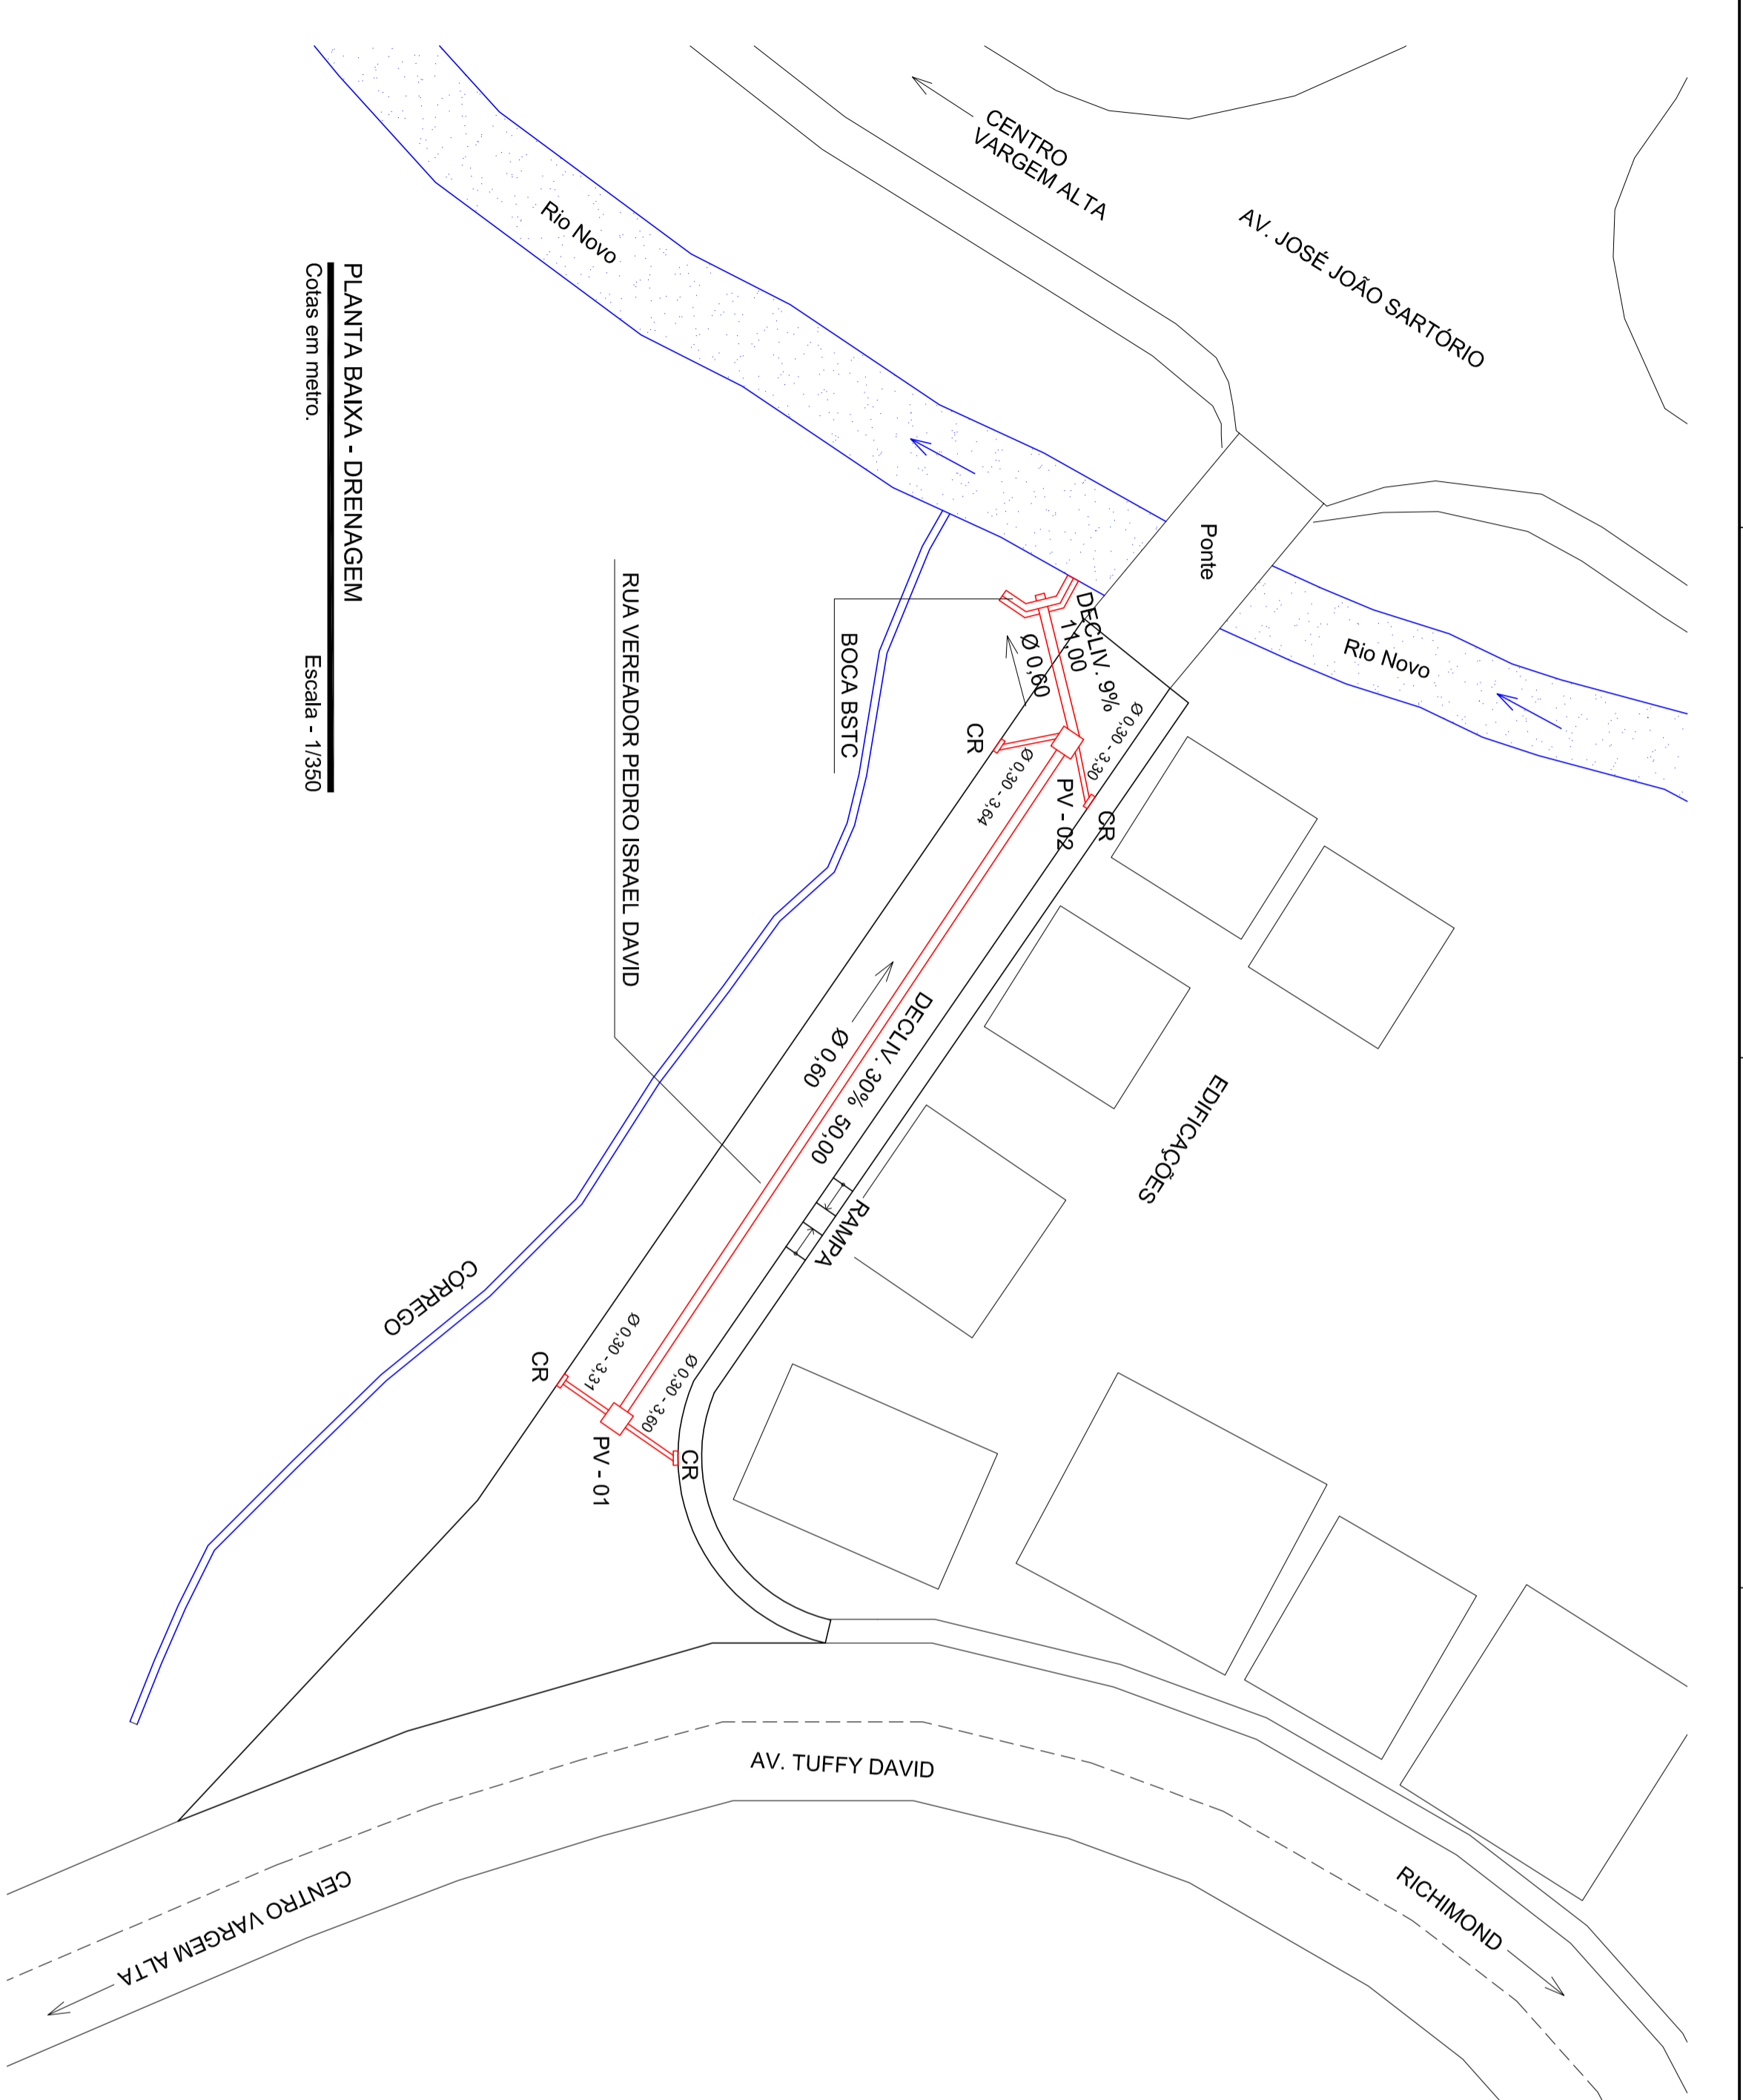 CENTRO
VARGEM ALTA
AV. JOSÉ JOÃO SARTÓRIO
Rio Novo
Ponte
Rio Novo
PLANTA BAIXA - DRENAGEM
Cotas em metro.
Escala - 1/350
RUA VEREADOR PEDRO ISRAEL DAVID
BOCA BSTC
DECLIV. 9%
11,00
Ø 0,60
Ø 0,30 - 3,30
CR
Ø 0,30 - 3,64
PV - 02
CR
DECLIV. 30% 50,00
Ø 0,60
EDIFICAÇÕES
RAMPA
CÓRREGO
Ø 0,30 - 3,31
CR
Ø 0,30 - 3,60
CR
PV - 01
AV. TUFFY DAVID
CENTRO VARGEM ALTA
RICHIMOND